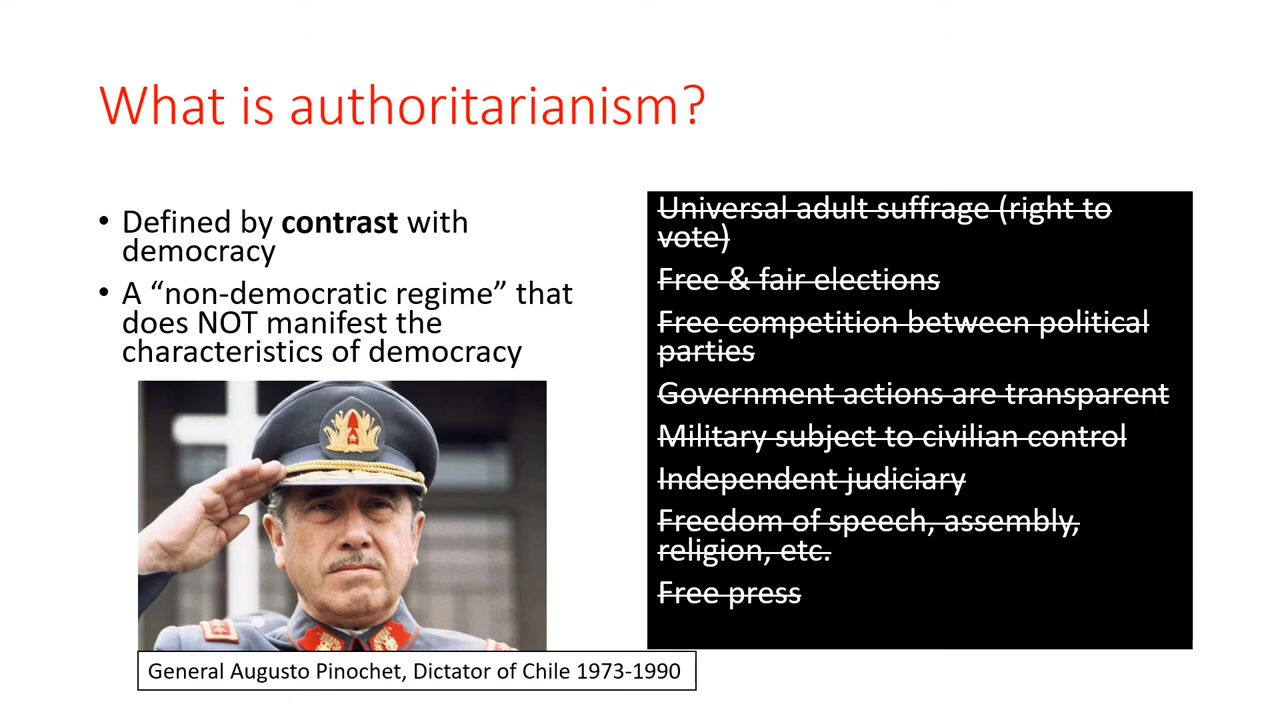 What is authoritarianism?
• Defined by contrast with
democracy
• A “non-democratic regime” that
does NOT manifest the
characteristics of democracy
General Augusto Pinochet, Dictator of Chile 1973-1990
Universal adult suffrage (right to
vote)
Free & fair elections
Free competition between political
parties
Government actions are transparent
Military subject to civilian control
Independent judiciary
Freedom of speech, assembly,
religion, etc.
Free press